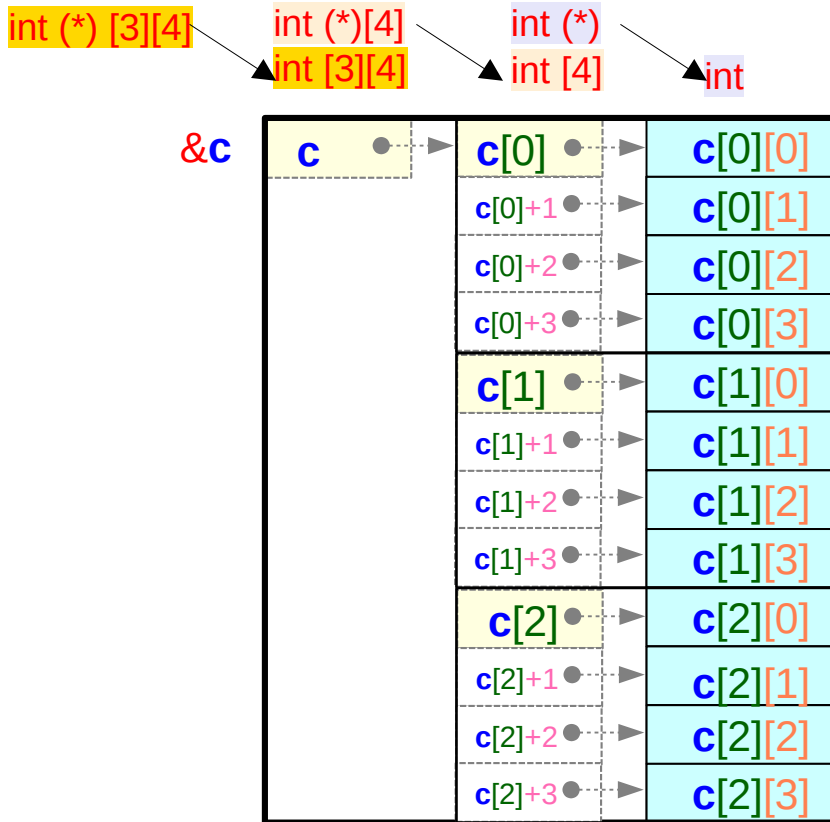 int (*) [3][4] int (*)[4] int (*)
int [3][4] int [4] int
&c c c[0] c[0][0]
c[0]+1 c[0][1]
c[0]+2 c[0][2]
c[0]+3 c[0][3]
c[1] c[1][0]
c[1]+1 c[1][1]
c[1]+2 c[1][2]
c[1]+3 c[1][3]
c[2] c[2][0]
c[2]+1 c[2][1]
c[2]+2 c[2][2]
c[2]+3 c[2][3]